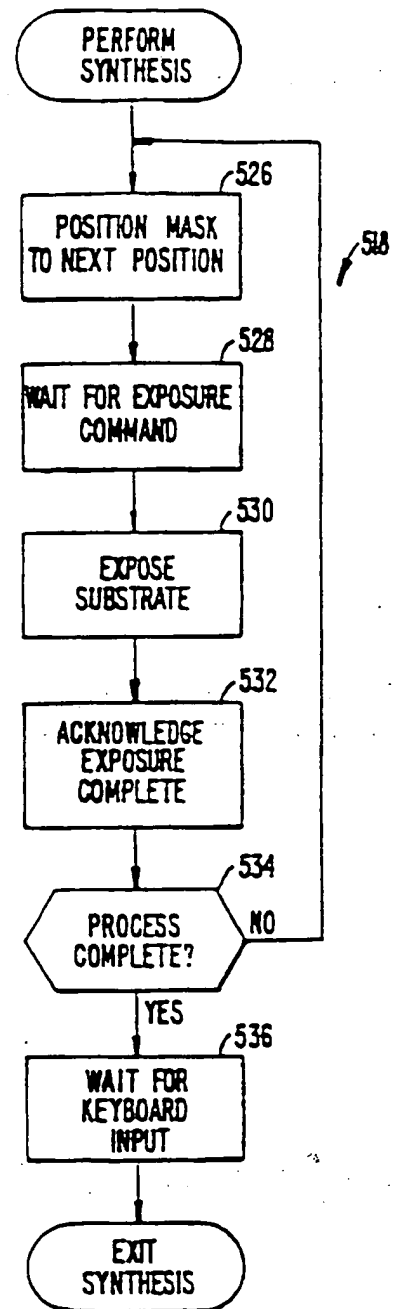 PERFORM
SYNTHESIS
526
POSITION MASK
TO NEXT POSITION
518
528
WAIT FOR EXPOSURE
COMMAND
530
EXPOSE
SUBSTRATE
532
ACKNOWLEDGE
EXPOSURE
COMPLETE
534
PROCESS
COMPLETE?
NO
YES
536
WAIT FOR
KEYBOARD
INPUT
EXIT
SYNTHESIS